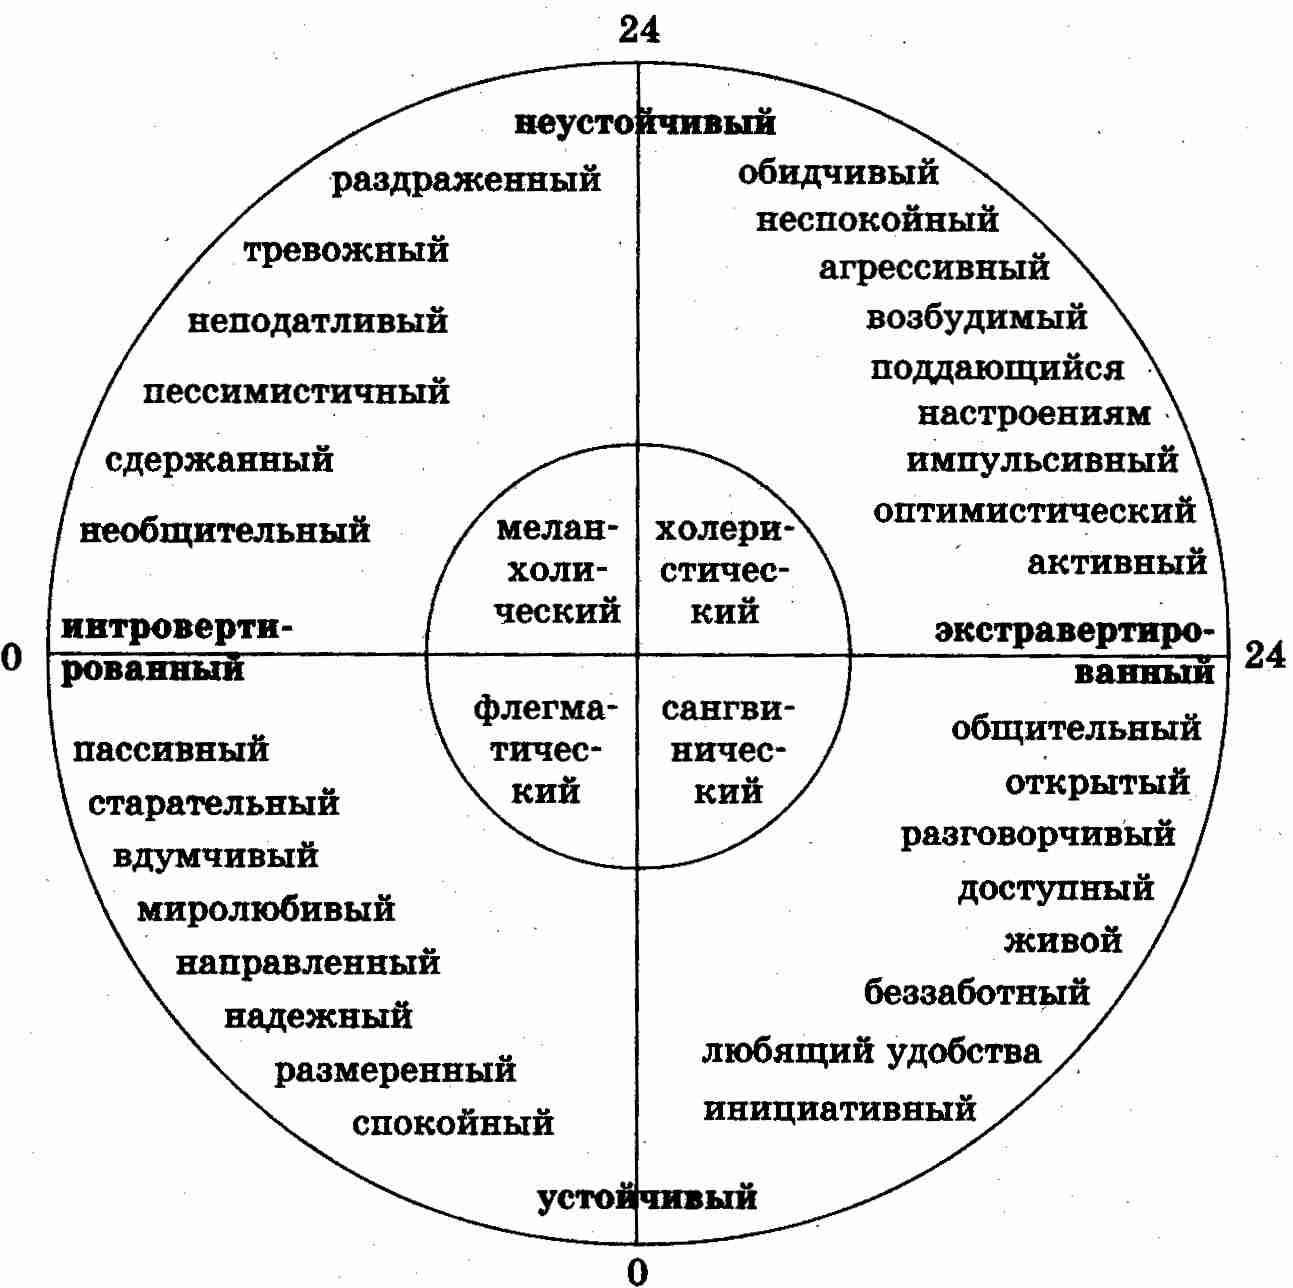 24
неустойчивый
раздраженный
тревожный
неподатливый
пессимистичный
сдержанный
необщительный
обидчивый
неспокойный
агрессивный
возбудимый
поддающийся
настроениям
импульсивный
оптимистический
активный
мелан-
холи-
ческий
холери-
стичес-
кий
0
интроверти-
рованный
экстравертиро-
ванный
24
флегма-
тичес-
кий
сангви-
ничес-
кий
пассивный
старательный
вдумчивый
миролюбивый
направленный
надежный
размеренный
спокойный
общительный
открытый
разговорчивый
доступный
живой
беззаботный
любящий удобства
инициативный
устойчивый
0